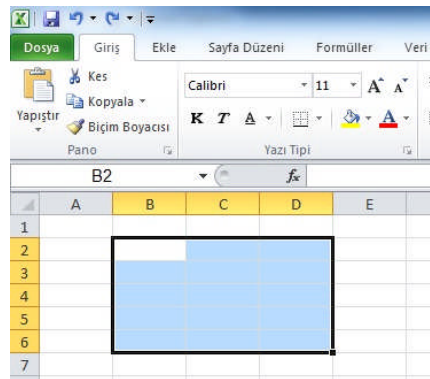 Dosya Giriş Ekle Sayfa Düzeni Formüller Veri
Kes
Kopyala
Biçim Boyacısı
Yapıştır
Calibri 11 A A
K T A A
Pano Yazı Tipi
B2 fx
A B C D E
1
2
3
4
5
6
7